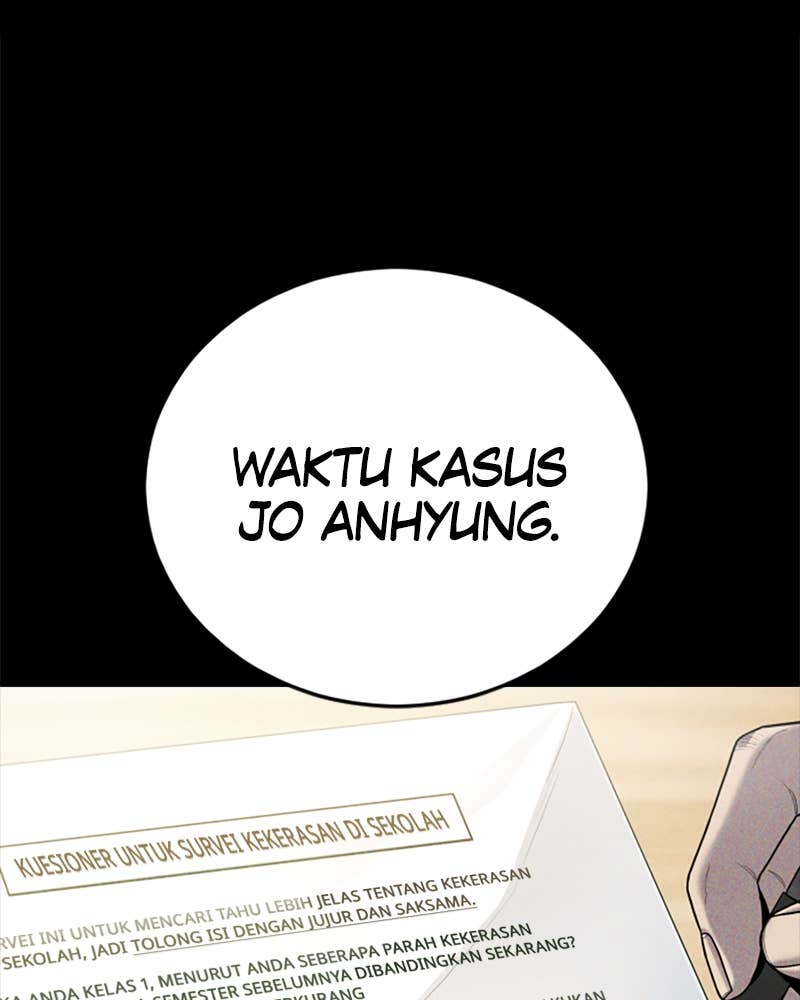 WAKTU KASUS
JO ANHYUNG.
KUESIONER UNTUK SURVEI KEKERASAN DI SEKOLAH
INI UNTUK MENCARI TAHU LEBIH JELAS TENTANG KEKERASAN
SEKOLAH, JADI TOLONG ISI DENGAN JUJUR DAN SAKSAMA.
ANDA KELAS 1, MENURUT ANDA SEBERAPA PARAH KEKERASAN
SEMESTER SEBELUMNYA DIBANDINGKAN SEKARANG?